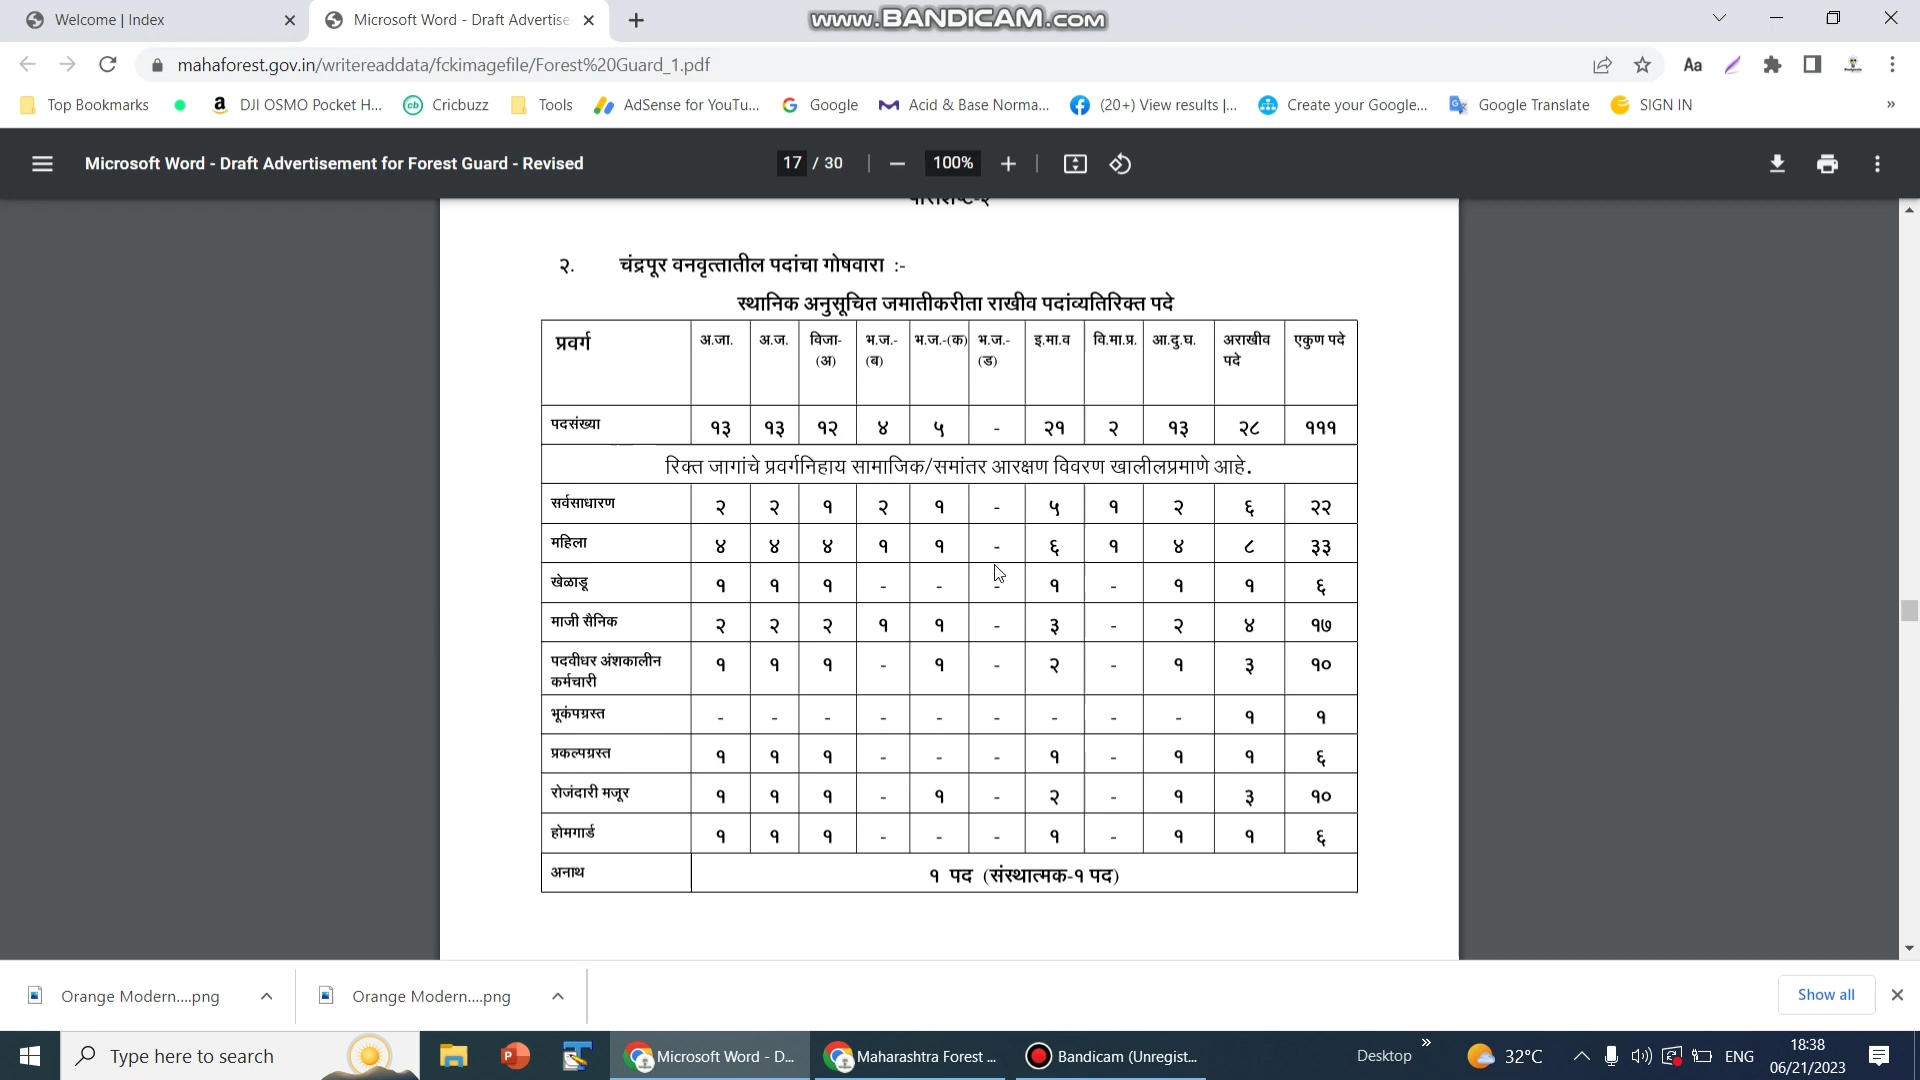 Welcome | Index
Microsoft Word - Draft Advertise
www.BANDICAM.com
mahaforest.gov.in/writereaddata/fckimagefile/Forest%20Guard_1.pdf
Top Bookmarks DJI OSMO Pocket H... Cricbuzz Tools AdSense for YouTu... Google Acid & Base Norma... (20+) View results |... Create your Google... Google Translate SIGN IN »
Microsoft Word - Draft Advertisement for Forest Guard - Revised 17 / 30 100%
२. चंद्रपूर वनवृत्तातील पदांचा गोषवारा :-
स्थानिक अनुसूचित जमातीकरीता राखीव पदांव्यतिरिक्त पदे
प्रवर्ग अ.जा. अ.ज. विजा-(अ) भ.ज.-(ब) भ.ज.-(क) भ.ज.-(ड) इ.मा.व वि.मा.प्र. आ.दु.घ. अराखीव पदे एकुण पदे
पदसंख्या १३ १३ १२ ४ ५ - २१ २ १३ २८ १११
रिक्त जागांचे प्रवर्गनिहाय सामाजिक/समांतर आरक्षण विवरण खालीलप्रमाणे आहे.
सर्वसाधारण २ २ १ २ १ - ५ १ २ ६ २२
महिला ४ ४ ४ १ १ - ६ १ ४ ८ ३३
खेळाडू १ १ १ - - - १ - १ १ ६
माजी सैनिक २ २ २ १ १ - ३ - २ ४ १७
पदवीधर अंशकालीन कर्मचारी १ १ १ - १ - २ - १ ३ १०
भूकंपग्रस्त - - - - - - - - - १ १
प्रकल्पग्रस्त १ १ १ - - - १ - १ १ ६
रोजंदारी मजूर १ १ १ - १ - २ - १ ३ १०
होमगार्ड १ १ १ - - - १ - १ १ ६
अनाथ १ पद (संस्थात्मक-१ पद)
Orange Modern....png Orange Modern....png Show all
Type here to search Microsoft Word - D... Maharashtra Forest ... Bandicam (Unregist... Desktop » 32°C ENG 18:38
06/21/2023